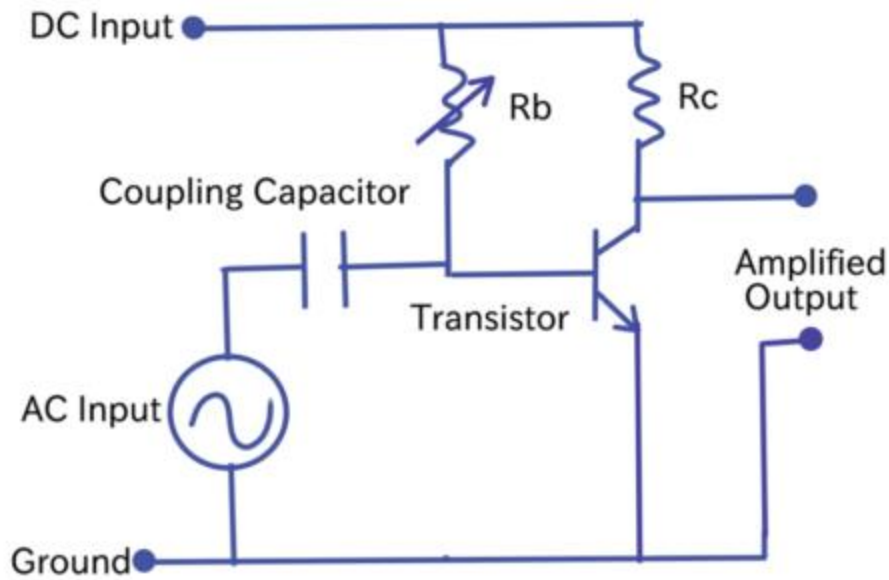 DC Input
Rb
Rc
Coupling Capacitor
Amplified
Output
Transistor
AC Input
Ground